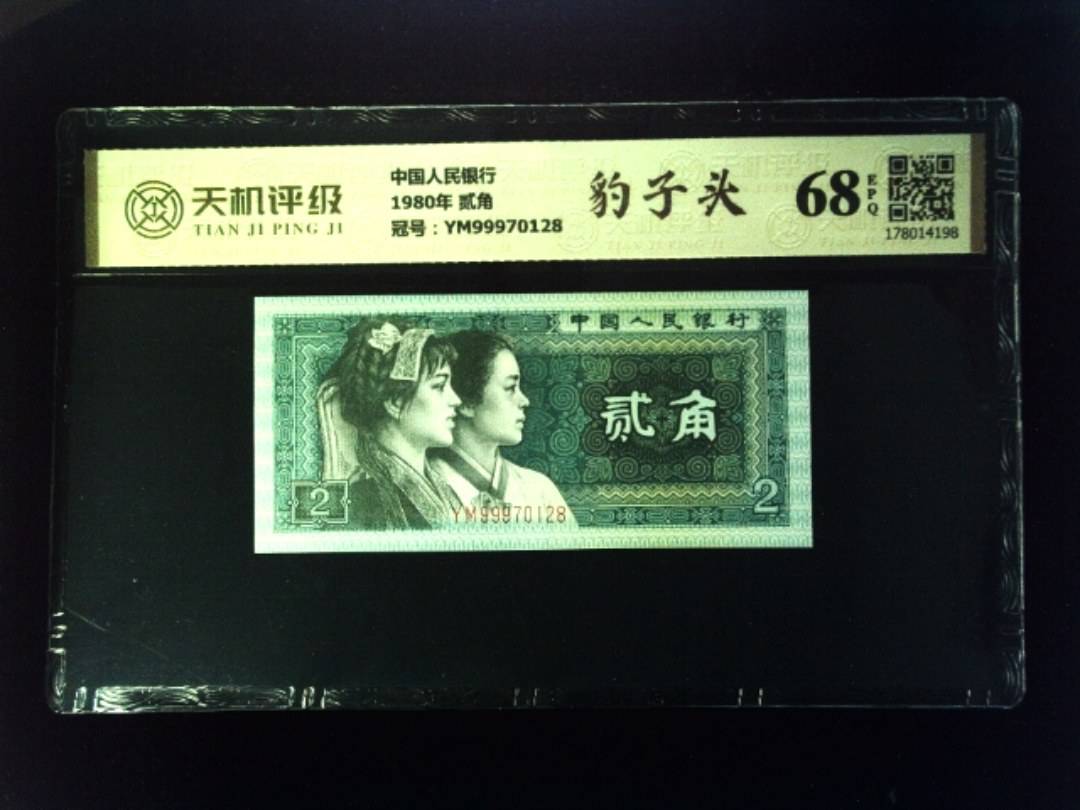 天机评级
TIAN JI PING JI
中国人民银行
1980年 贰角
冠号：YM99970128
豹子头
68
EPQ
178014198
中国人民银行
贰角
2
YM99970128
2